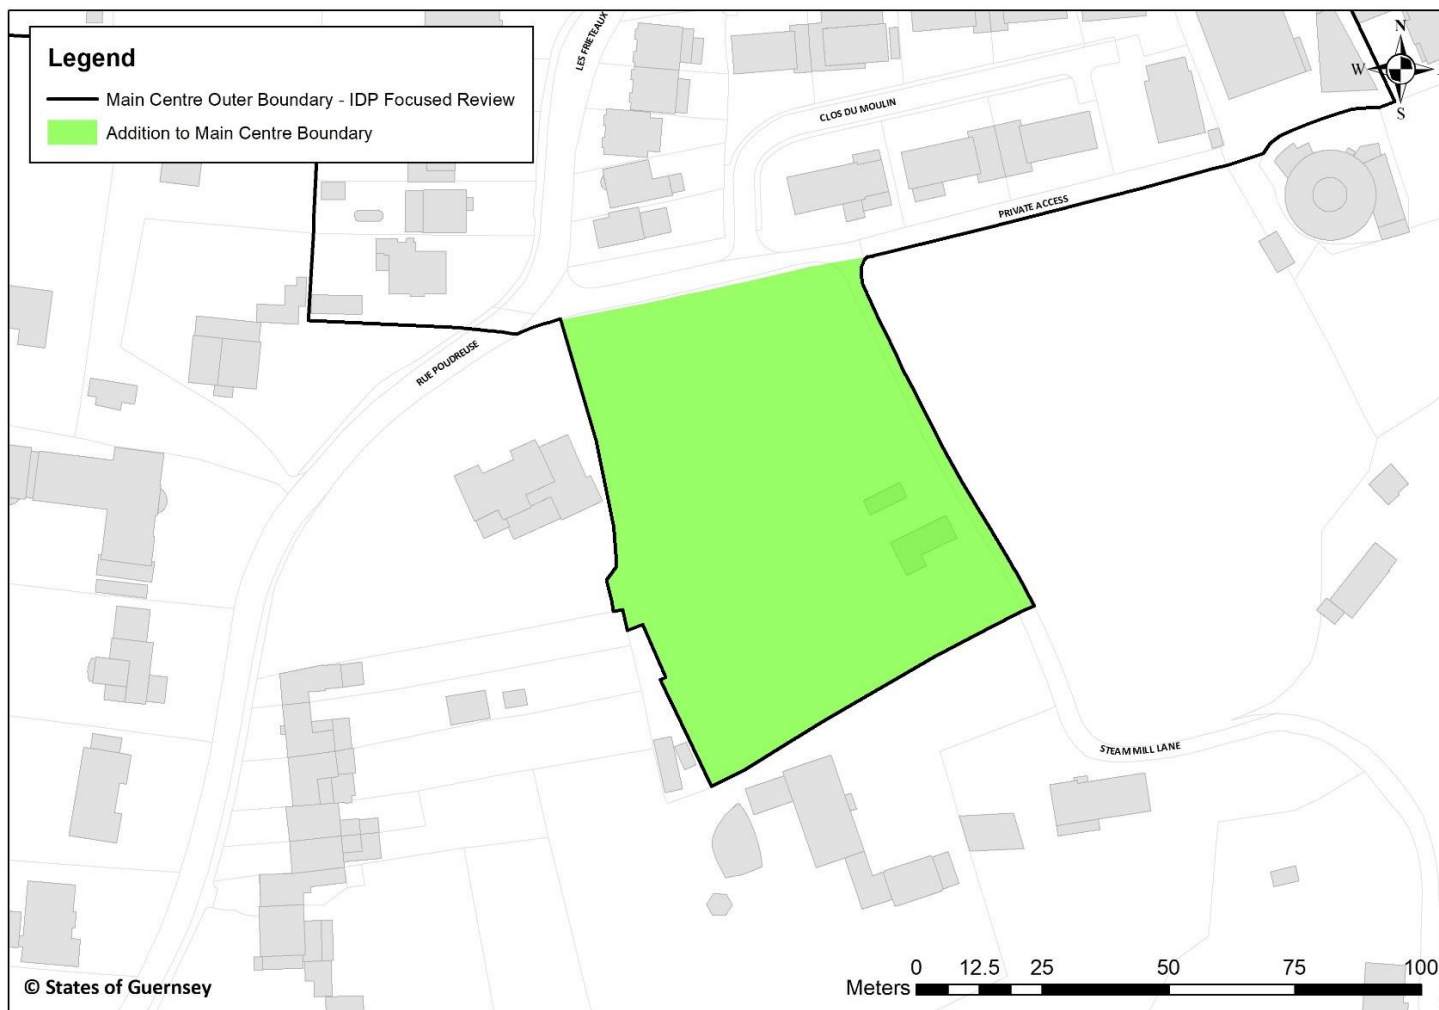 Legend
Main Centre Outer Boundary - IDP Focused Review
Addition to Main Centre Boundary
LES FRIETEAUX
N
W
S
CLOS DU MOULIN
PRIVATE ACCESS
RUE POUDREUSE
STEAM MILL LANE
© States of Guernsey
Meters 0 12.5 25 50 75 100